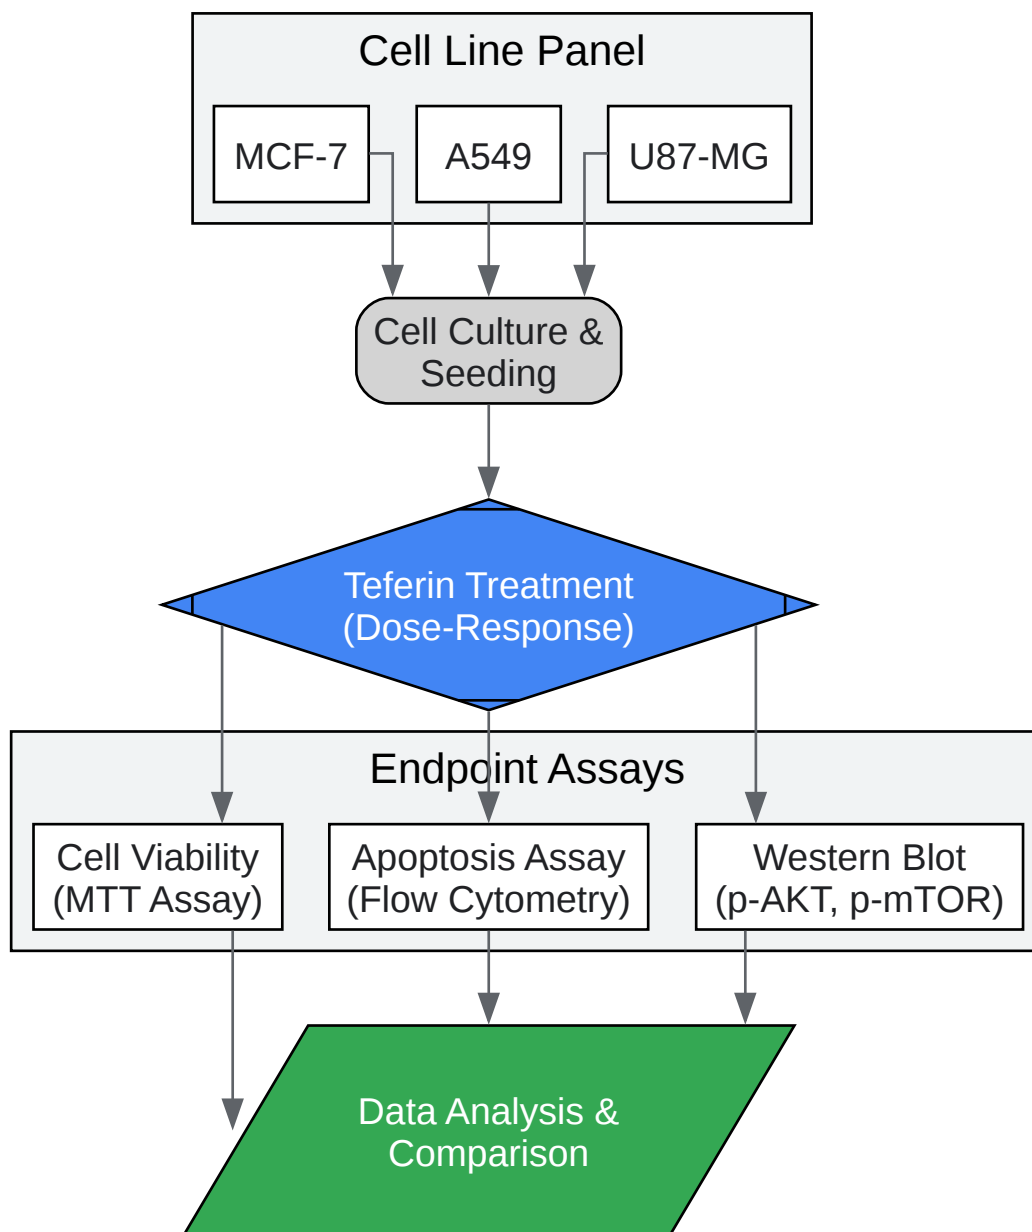 Cell Line Panel
MCF-7
A549
U87-MG
Cell Culture &
Seeding
Teferin Treatment
(Dose-Response)
Endpoint Assays
Cell Viability
(MTT Assay)
Apoptosis Assay
(Flow Cytometry)
Western Blot
(p-AKT, p-mTOR)
Data Analysis &
Comparison